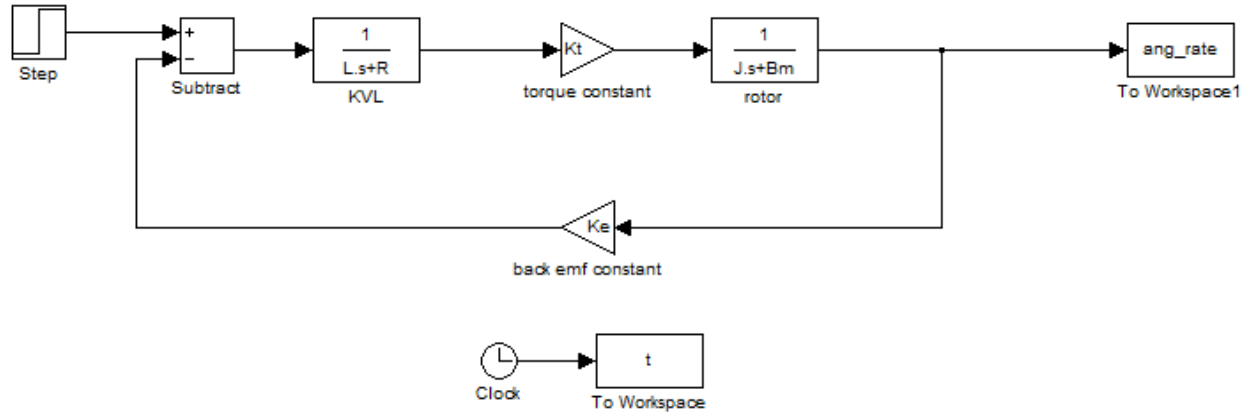 Step
+
−
Subtract
1
L.s+R
KVL
Kt
torque constant
1
J.s+Bm
rotor
ang_rate
To Workspace1
Ke
back emf constant
Clock
t
To Workspace